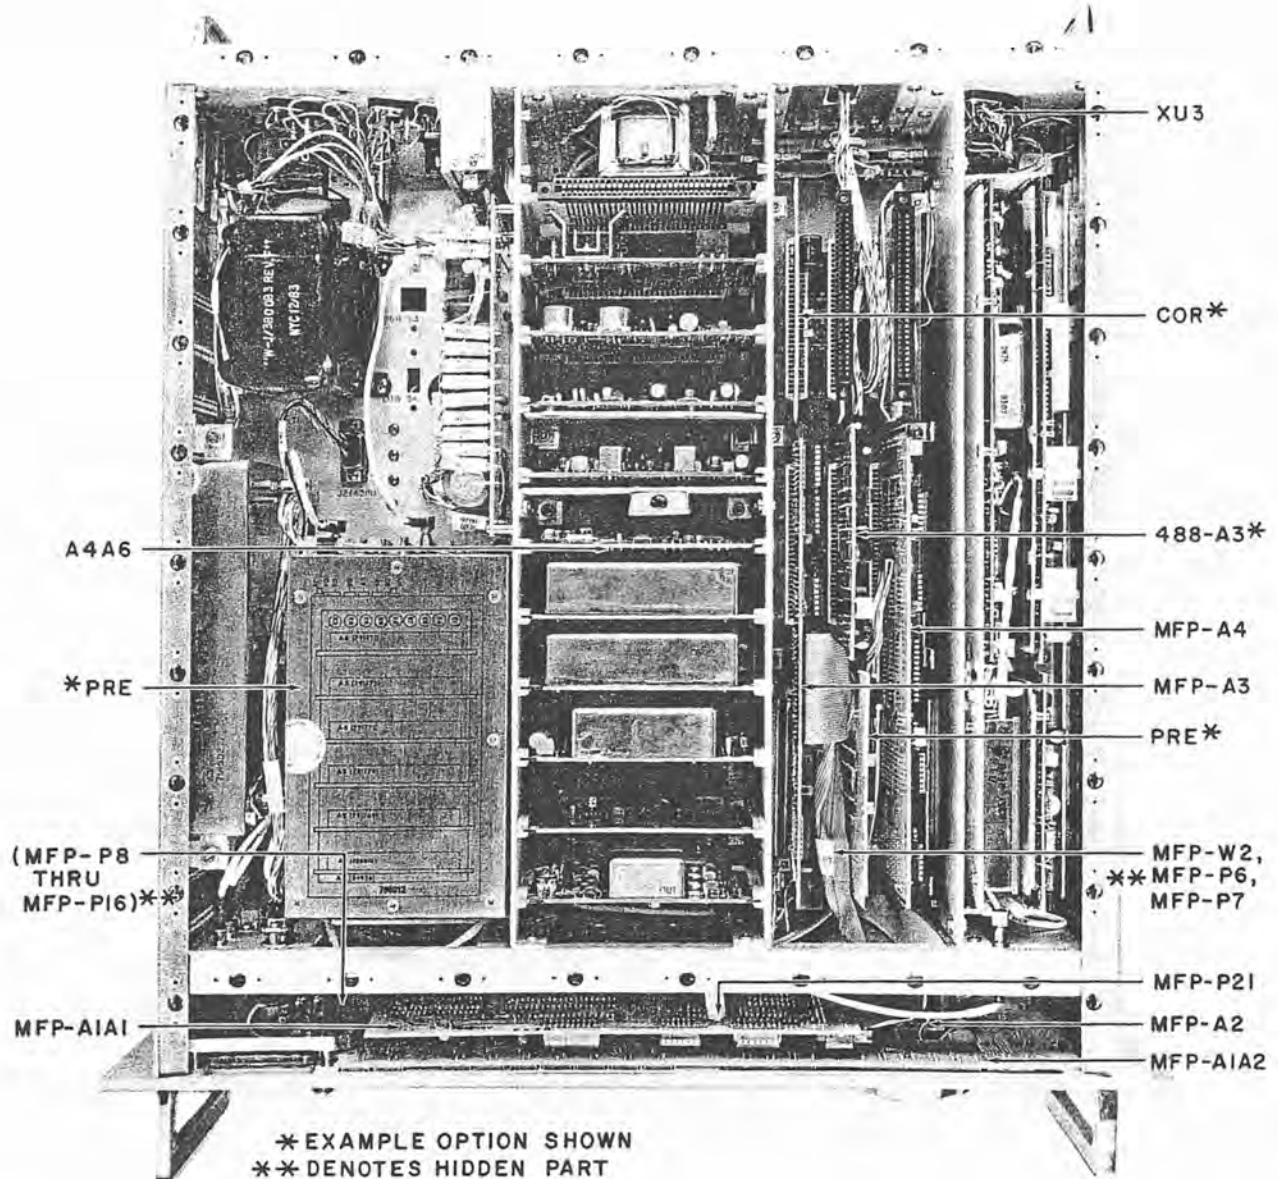 XU3
COR*
A4A6
488-A3*
MFP-A4
*PRE
MFP-A3
PRE*
(MFP-P8
THRU
MFP-P16)**
MFP-W2,
**MFP-P6,
MFP-P7
MFP-P21
MFP-A1A1
MFP-A2
MFP-A1A2
*EXAMPLE OPTION SHOWN
**DENOTES HIDDEN PART